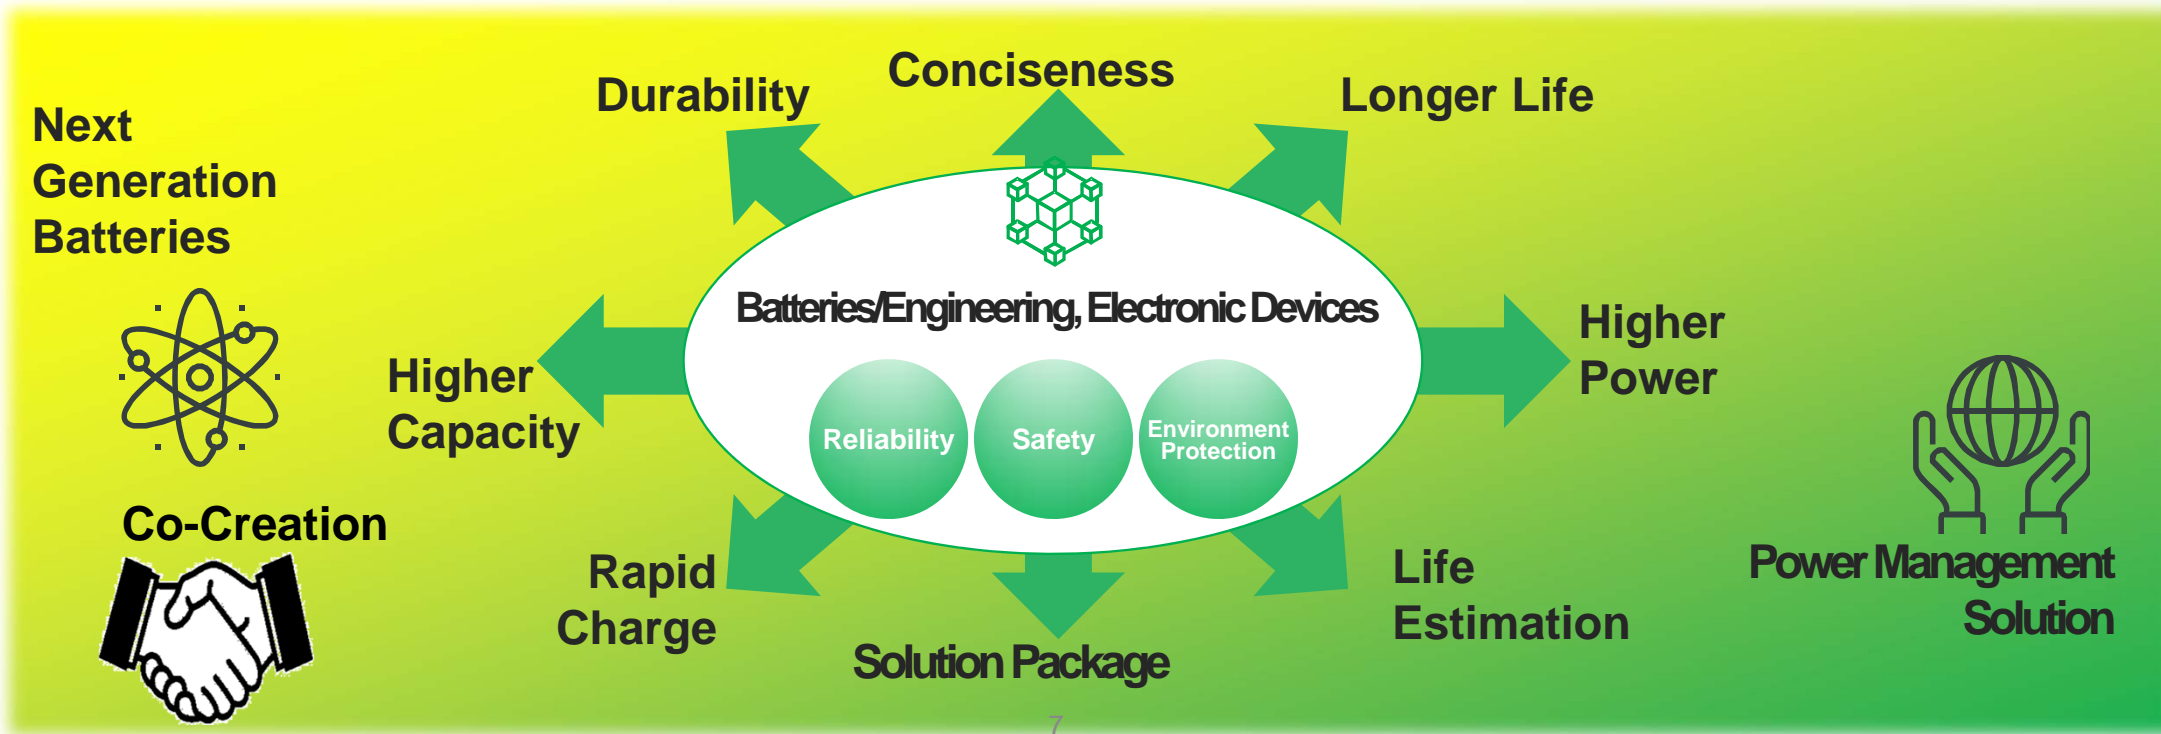 Next
Generation
Batteries
Durability
Conciseness
Longer Life
Batteries/Engineering, Electronic Devices
Higher
Capacity
Higher
Power
Reliability
Safety
Environment
Protection
Co-Creation
Rapid
Charge
Solution Package
Life
Estimation
Power Management
Solution
7